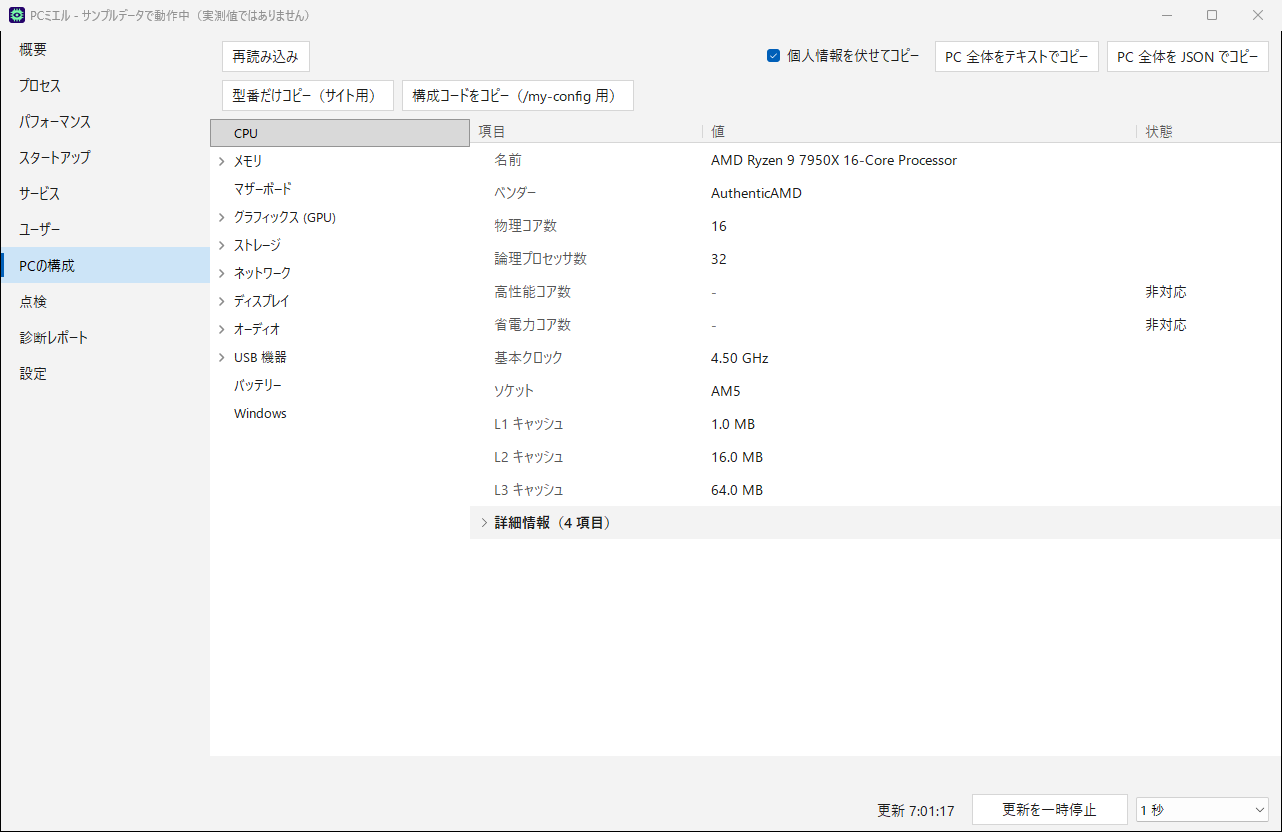 PCミエル - サンプルデータで動作中（実測値ではありません）
概要
プロセス
パフォーマンス
スタートアップ
サービス
ユーザー
PCの構成
点検
診断レポート
設定
再読み込み
個人情報を伏せてコピー
PC 全体をテキストでコピー
PC 全体を JSON でコピー
型番だけコピー（サイト用）
構成コードをコピー（/my-config 用）
CPU
メモリ
マザーボード
グラフィックス (GPU)
ストレージ
ネットワーク
ディスプレイ
オーディオ
USB 機器
バッテリー
Windows
項目 値 状態
名前 AMD Ryzen 9 7950X 16-Core Processor
ベンダー AuthenticAMD
物理コア数 16
論理プロセッサ数 32
高性能コア数 - 非対応
省電力コア数 - 非対応
基本クロック 4.50 GHz
ソケット AM5
L1 キャッシュ 1.0 MB
L2 キャッシュ 16.0 MB
L3 キャッシュ 64.0 MB
詳細情報（4 項目）
更新 7:01:17
更新を一時停止
1 秒